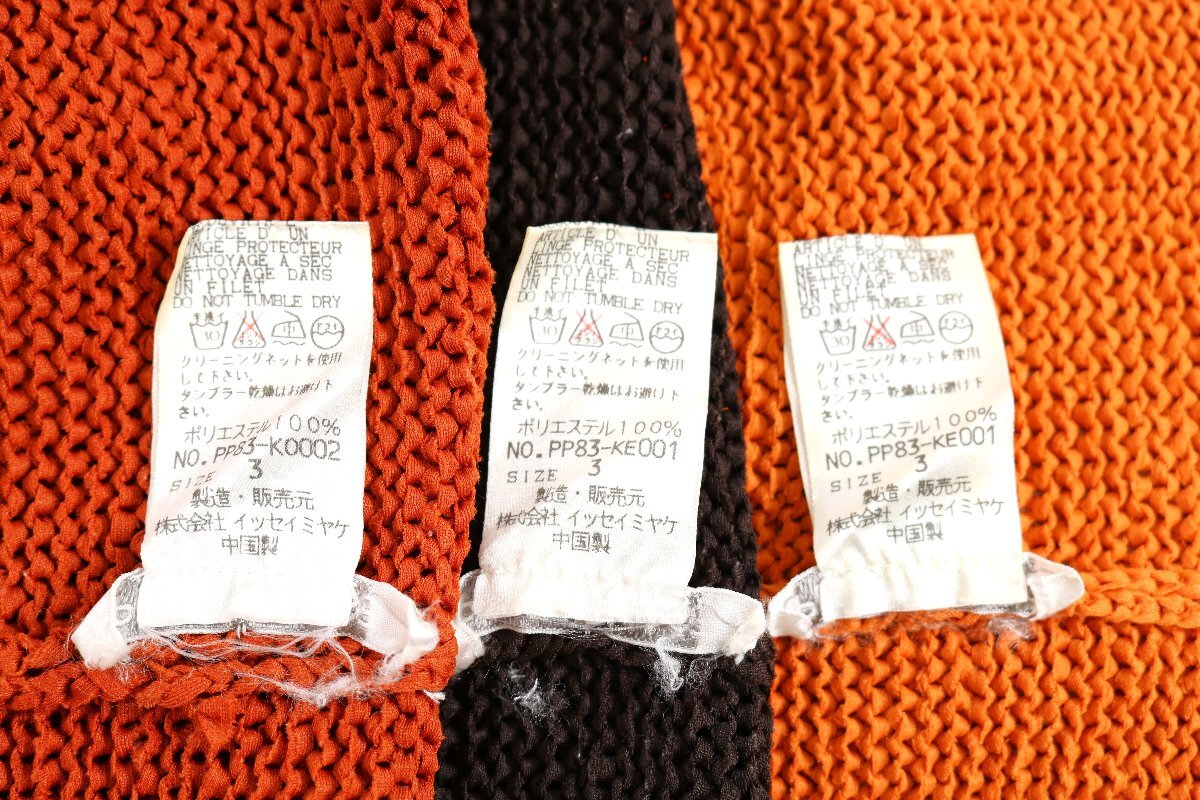 ARTICLE D' UN
LINGE PROTECTEUR
NETTOYAGE A SEC
NETTOYAGE DANS
UN FILET
DO NOT TUMBLE DRY
30 中
クリーニングネットを使用
して下さい。
タンブラー乾燥はお避け下
さい。
ポリエステル100%
NO.PP83-K0002
SIZE 3
製造・販売元
株式会社イッセイミヤケ
中国製
ARTICLE D' UN
LINGE PROTECTEUR
NETTOYAGE A SEC
NETTOYAGE DANS
UN FILET
DO NOT TUMBLE DRY
30 中
クリーニングネットを使用
して下さい。
タンブラー乾燥はお避け下
さい。
ポリエステル100%
NO.PP83-KE001
SIZE 3
製造・販売元
株式会社イッセイミヤケ
中国製
ARTICLE D' UN
LINGE PROTECTEUR
NETTOYAGE A SEC
NETTOYAGE DANS
UN FILET
DO NOT TUMBLE DRY
30 中
クリーニングネットを使用
して下さい。
タンブラー乾燥はお避け下
さい。
ポリエステル100%
NO.PP83-KE001
SIZE 3
製造・販売元
株式会社イッセイミヤケ
中国製